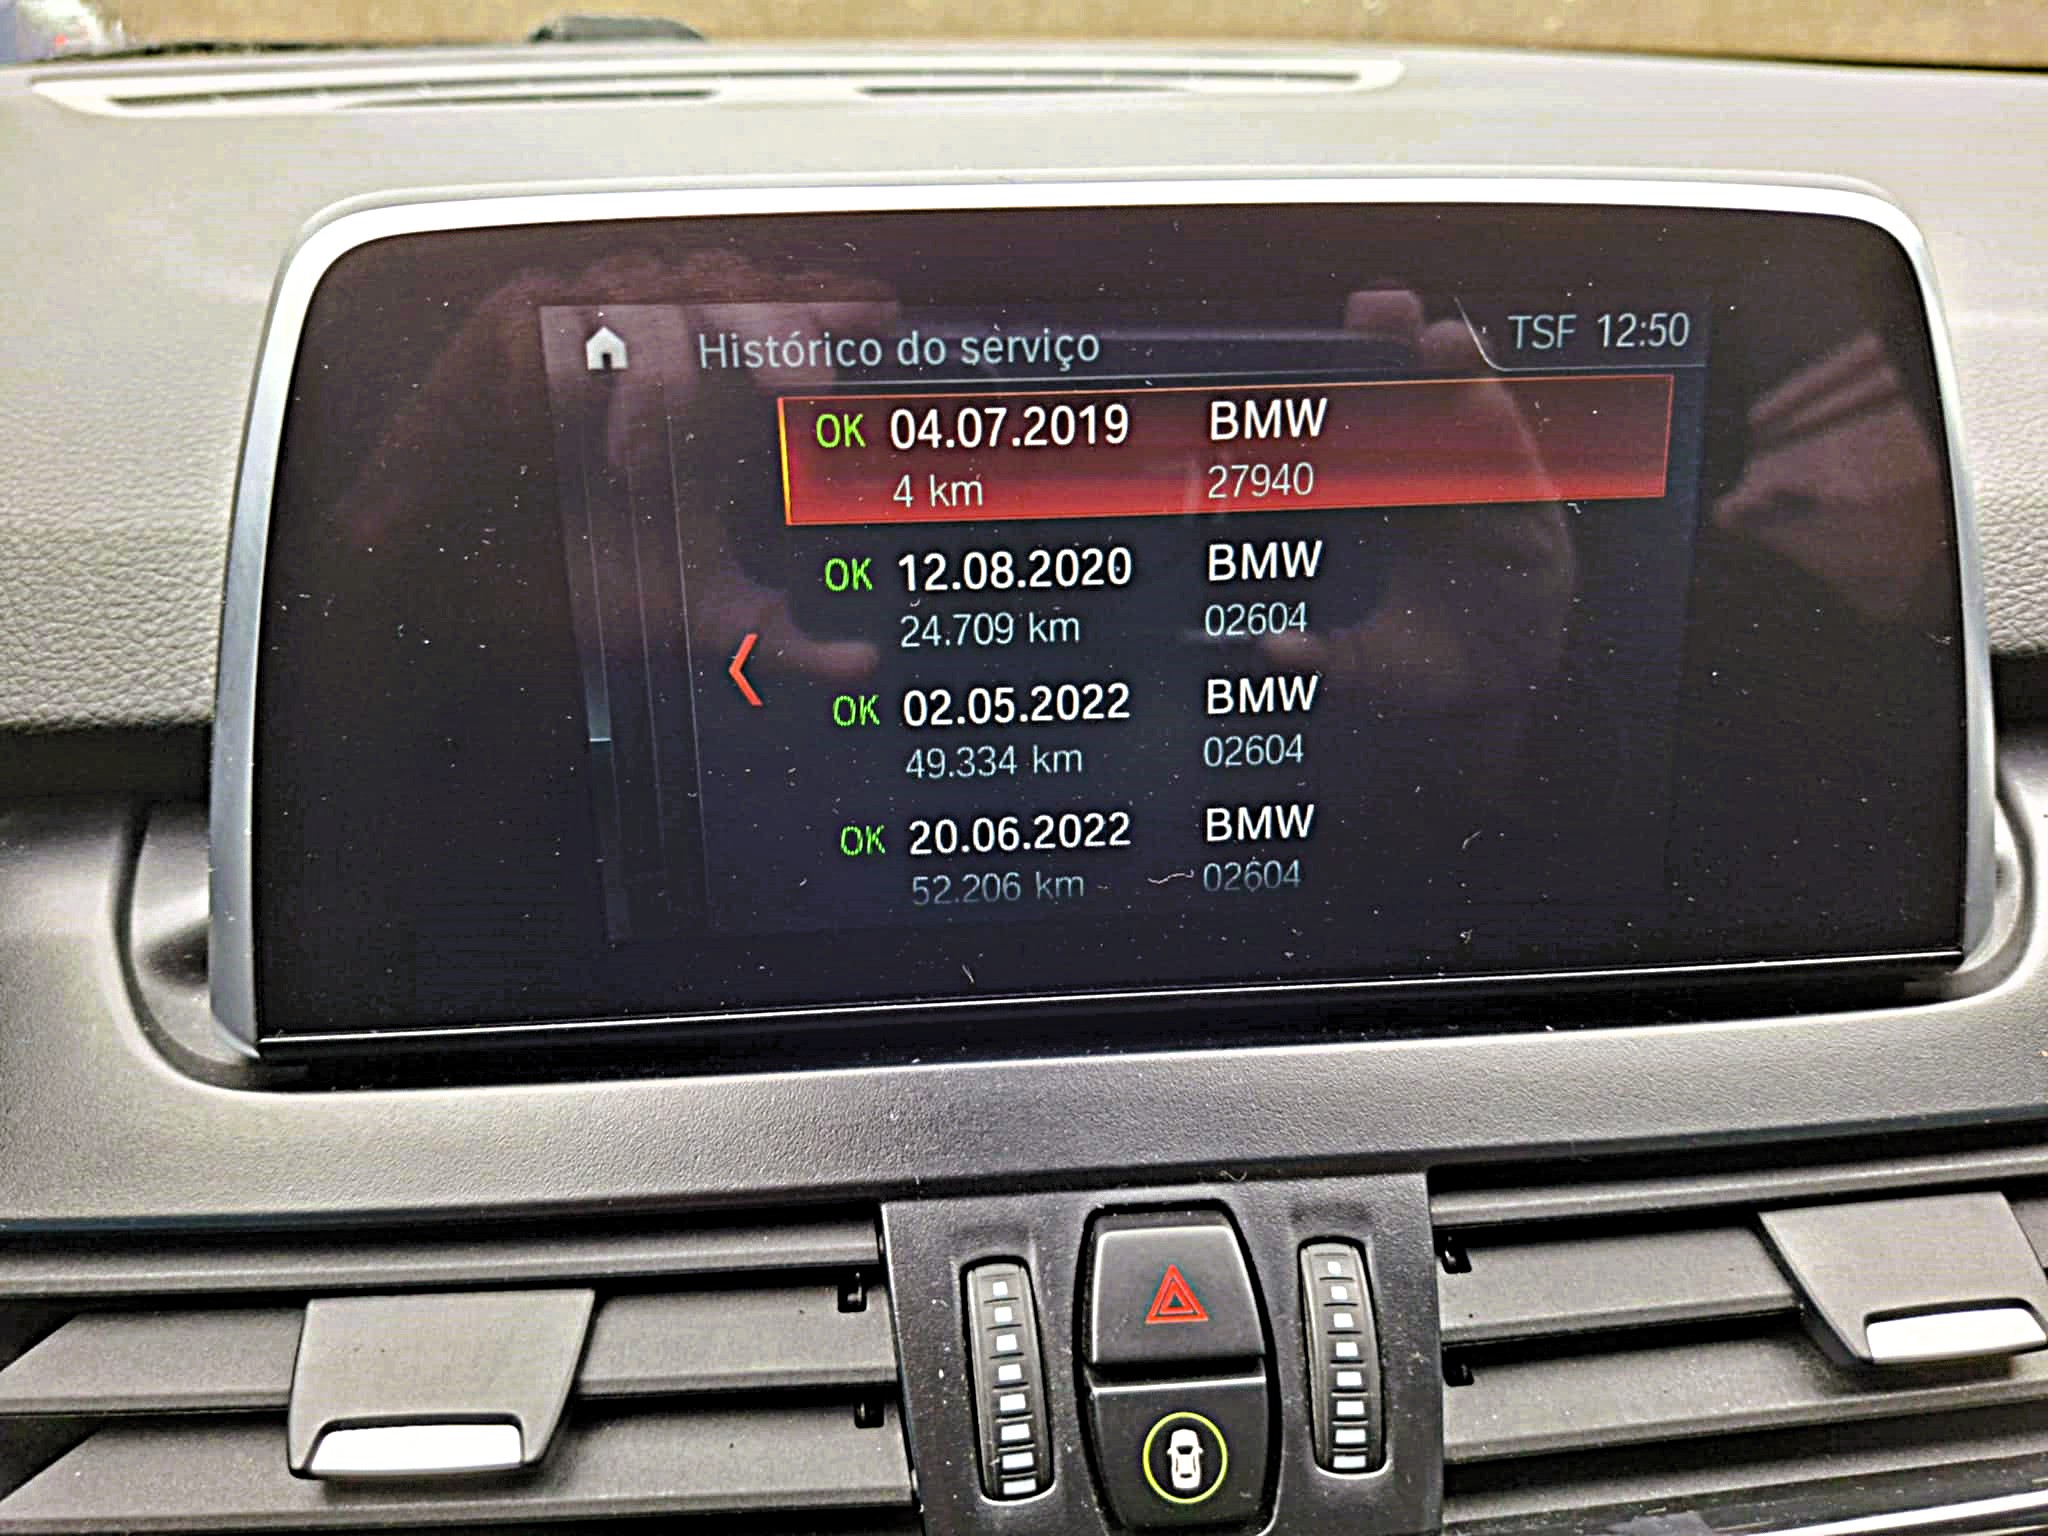 Histórico do serviço
TSF 12:50
OK 04.07.2019 BMW
4 km 27940
OK 12.08.2020 BMW
24.709 km 02604
OK 02.05.2022 BMW
49.334 km 02604
OK 20.06.2022 BMW
52.206 km 02604